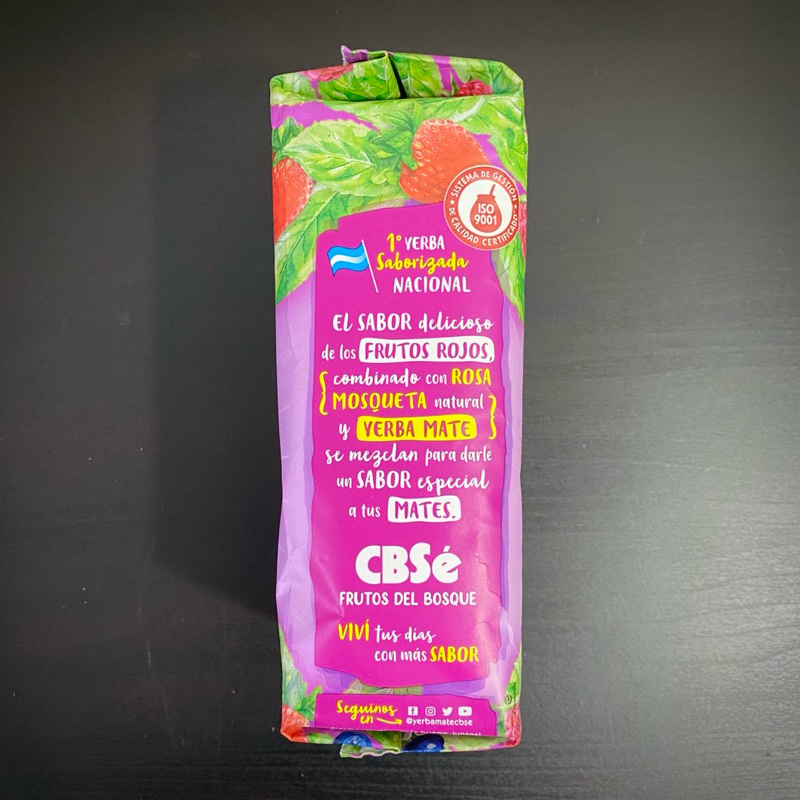 SISTEMA DE GESTIÓN
DE CALIDAD CERTIFICADO
ISO
9001
1° YERBA
Saborizada
NACIONAL
EL SABOR delicioso
de los FRUTOS ROJOS,
combinado con ROSA
MOSQUETA natural
y YERBA MATE
se mezclan para darle
un SABOR especial
a tus MATES.
CBSé
FRUTOS DEL BOSQUE
VIVÍ tus días
con más SABOR
Seguinos
en
@yerbamatecbse